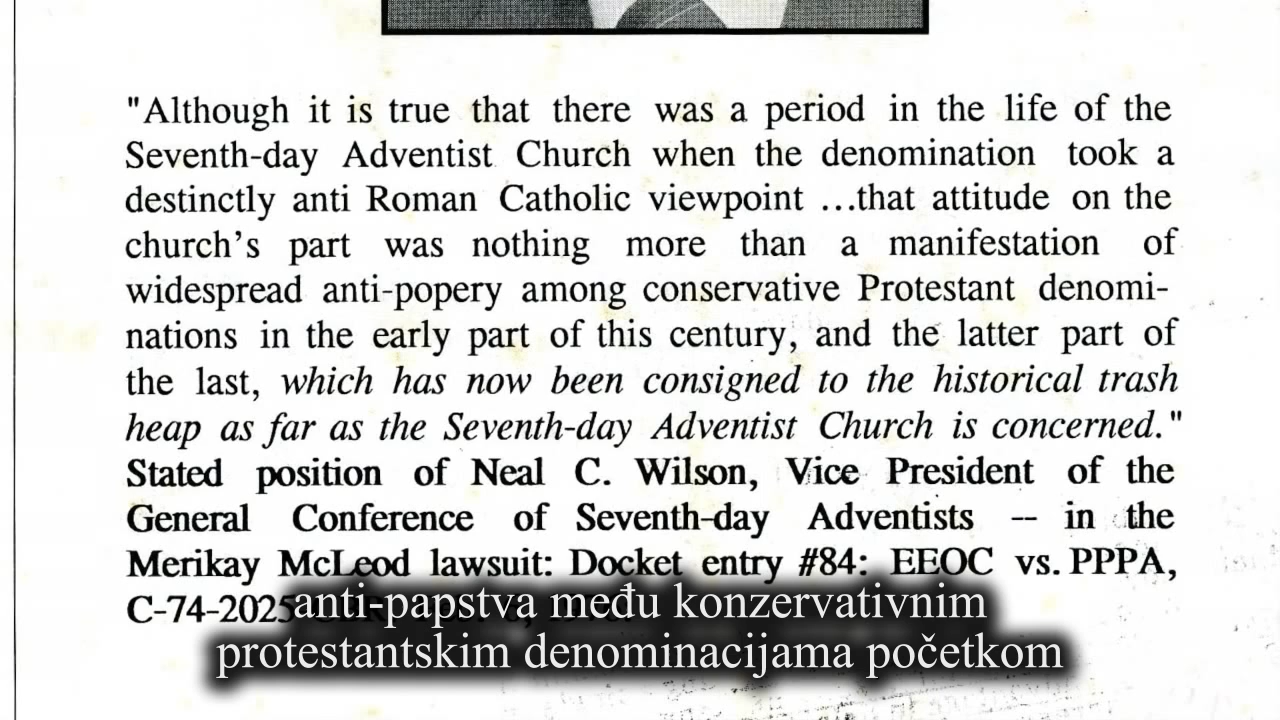 "Although it is true that there was a period in the life of the
Seventh-day Adventist Church when the denomination took a
destinctly anti Roman Catholic viewpoint ...that attitude on the
church's part was nothing more than a manifestation of
widespread anti-popery among conservative Protestant denomi-
nations in the early part of this century, and the latter part of
the last, which has now been consigned to the historical trash
heap as far as the Seventh-day Adventist Church is concerned."
Stated position of Neal C. Wilson, Vice President of the
General Conference of Seventh-day Adventists -- in the
Merikay McLeod lawsuit: Docket entry #84: EEOC vs. PPPA,
C-74-2025
anti-papstva među konzervativnim
protestantskim denominacijama početkom